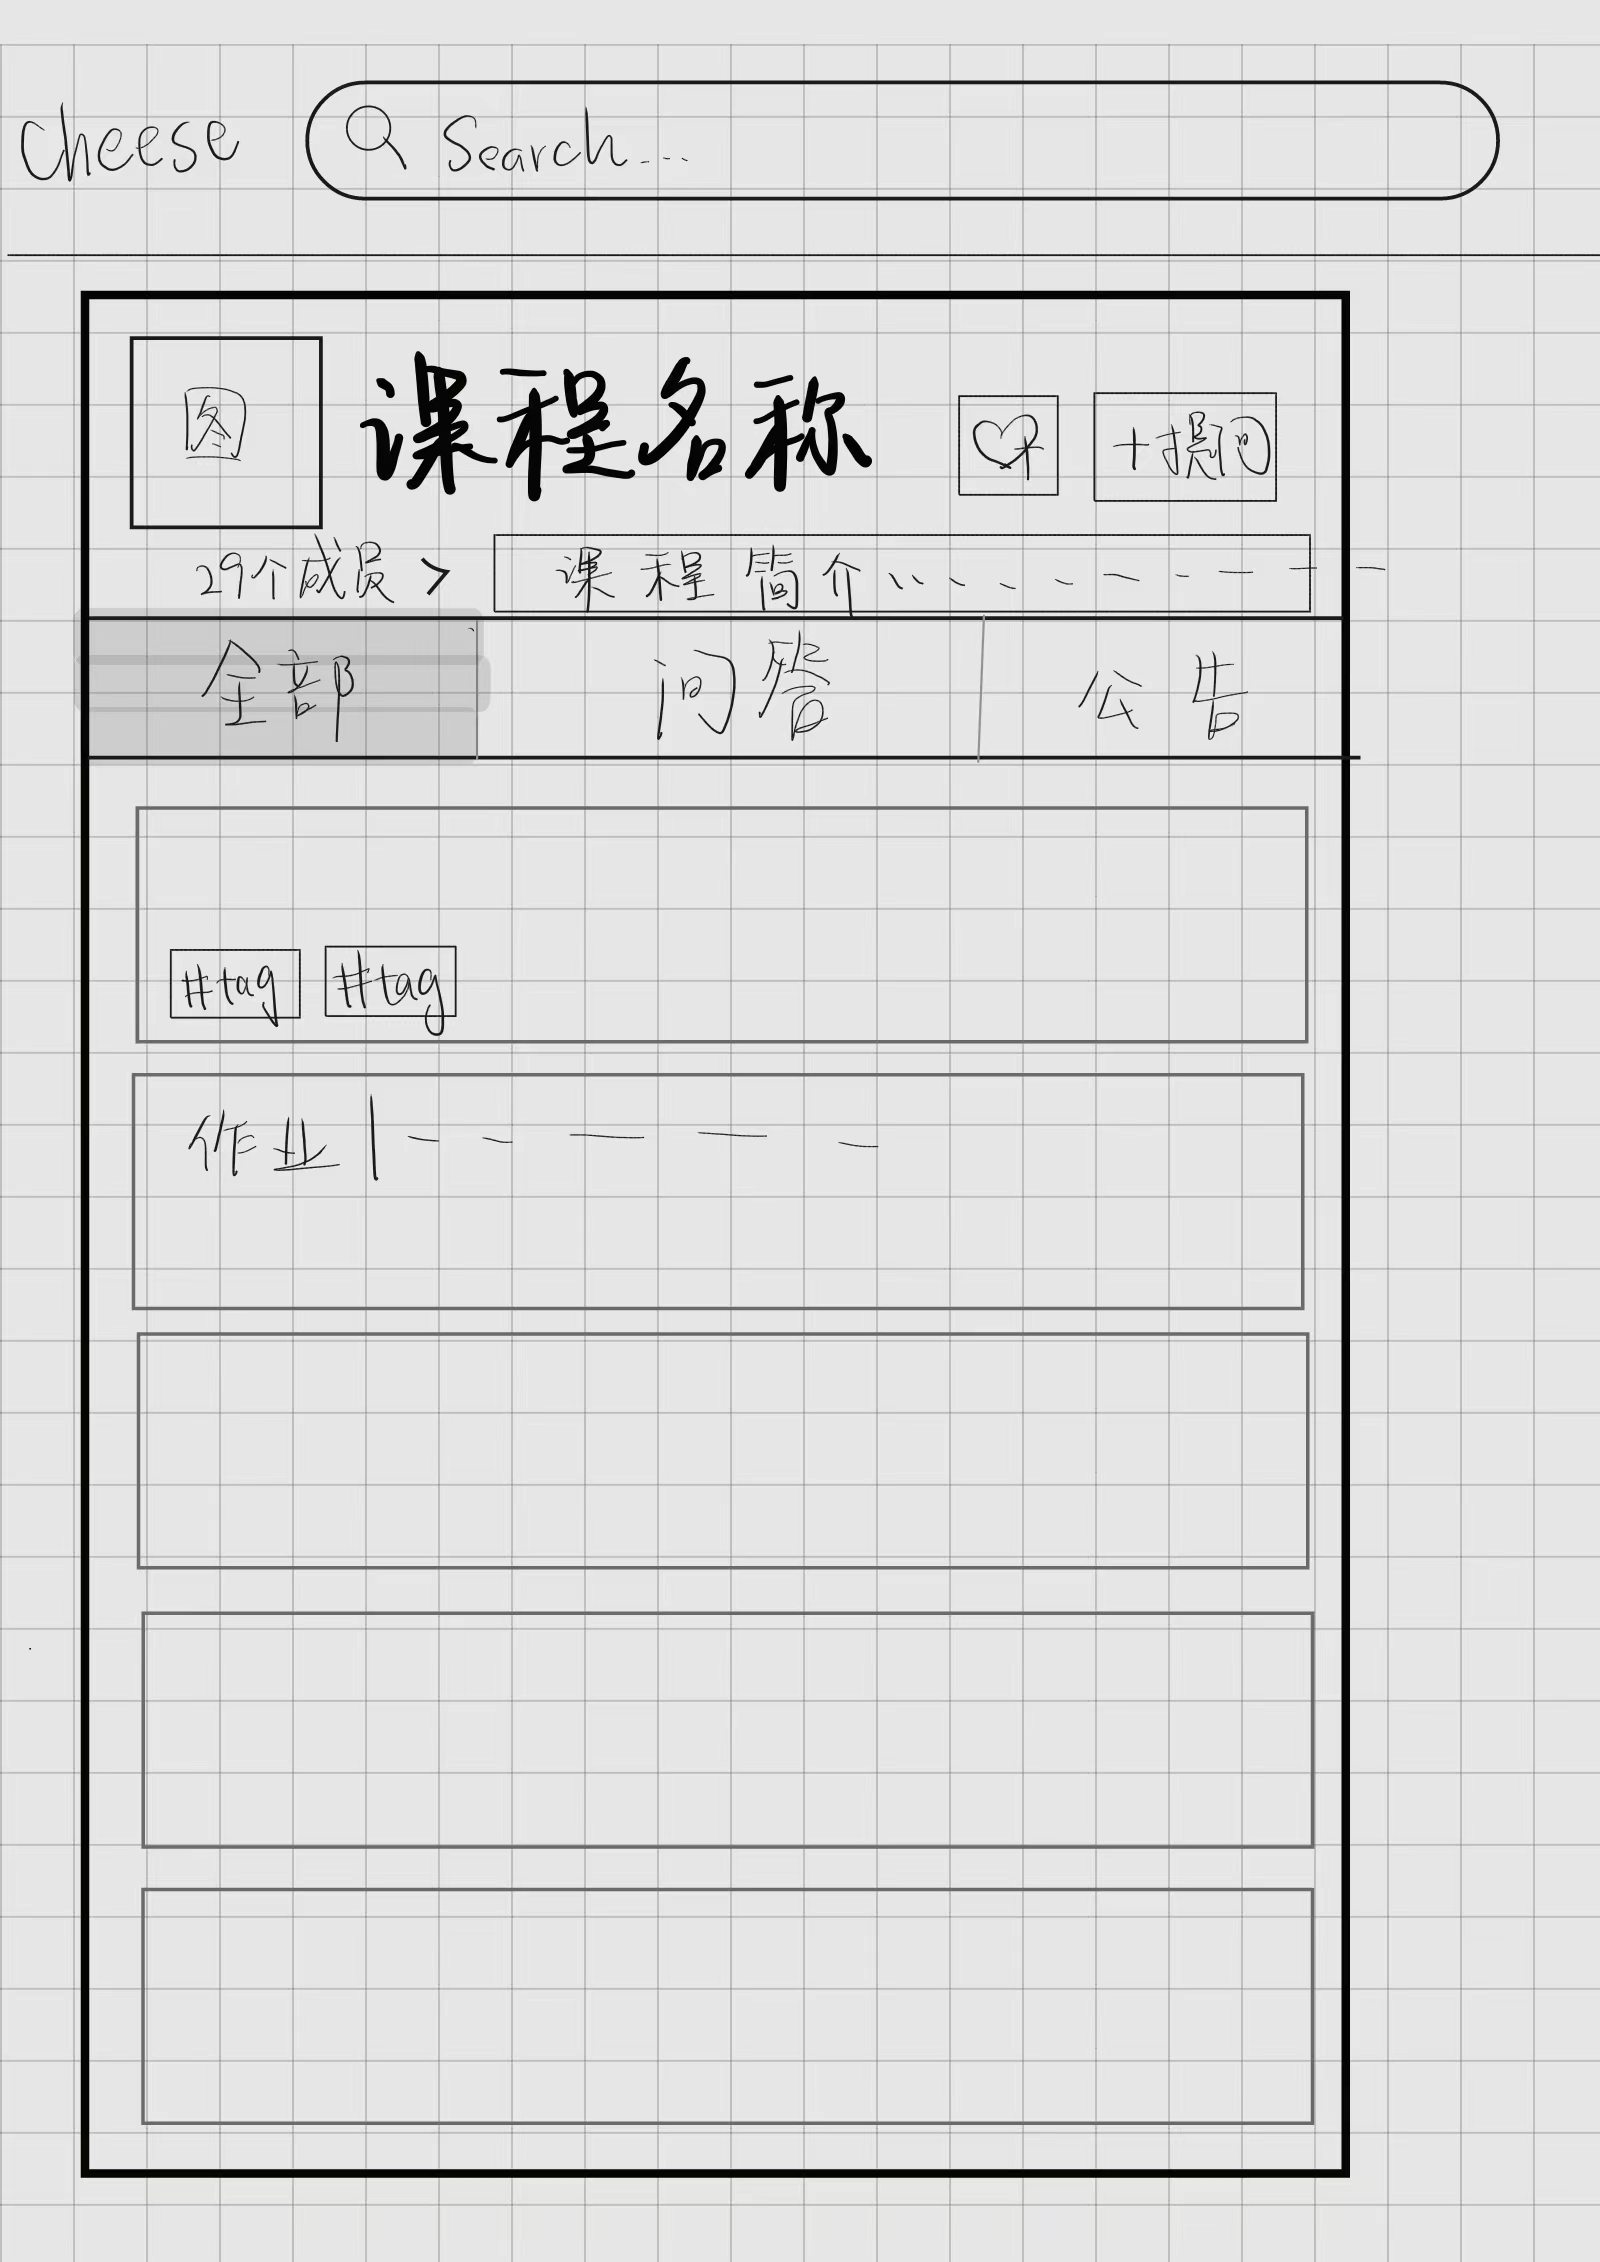 Cheese
Search...
图
课程名称
+提问
29个成员 >
课程简介
全部
问答
公告
#tag #tag
作业 |